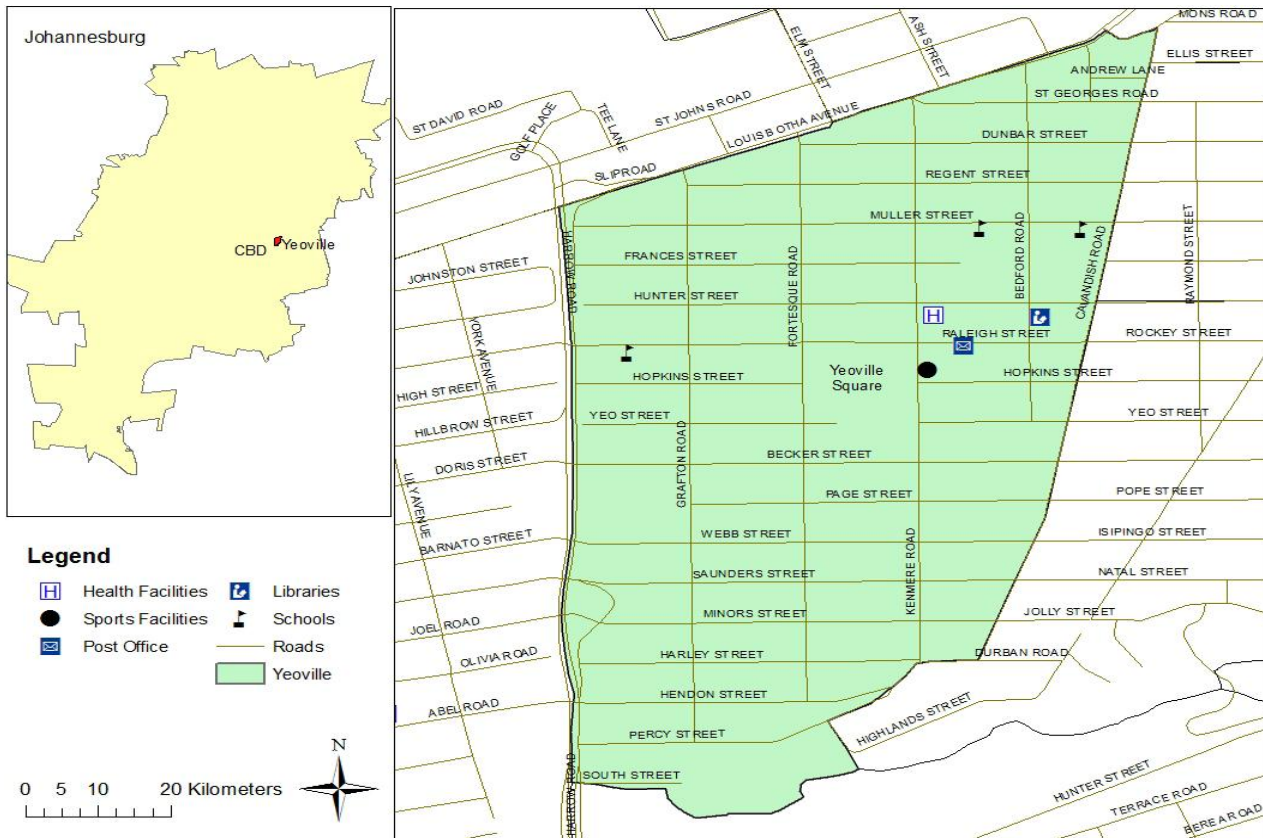 Johannesburg
CBD
Yeoville
Legend
Health Facilities
Libraries
Sports Facilities
Schools
Post Office
Roads
Yeoville
N
0 5 10 20 Kilometers
MONS ROAD
ELLIS STREET
ELM STREET
ASH STREET
ANDREW LANE
ST GEORGES ROAD
ST DAVID ROAD
GOLF PLACE
TEE LANE
ST JOHNS ROAD
LOUIS BOTHA AVENUE
DUNBAR STREET
SLIPROAD
REGENT STREET
MULLER STREET
HARROW ROAD
FRANCES STREET
FORTESQUE ROAD
BEDFORD ROAD
CAVANDISH ROAD
RAYMOND STREET
JOHNSTON STREET
HUNTER STREET
H
YORK AVENUE
RALEIGH STREET
ROCKEY STREET
HOPKINS STREET
Yeoville
Square
HOPKINS STREET
HIGH STREET
YEO STREET
YEO STREET
HILLBROW STREET
DORIS STREET
GRAFTON ROAD
BECKER STREET
LILY AVENUE
PAGE STREET
POPE STREET
BARNATO STREET
WEBB STREET
ISIPINGO STREET
SAUNDERS STREET
KENMERE ROAD
NATAL STREET
MINORS STREET
JOLLY STREET
JOEL ROAD
OLIVIA ROAD
HARLEY STREET
DURBAN ROAD
ABEL ROAD
HENDON STREET
HIGHLANDS STREET
PERCY STREET
SOUTH STREET
HARROW ROAD
HUNTER STREET
TERRACE ROAD
BEREA ROAD
H